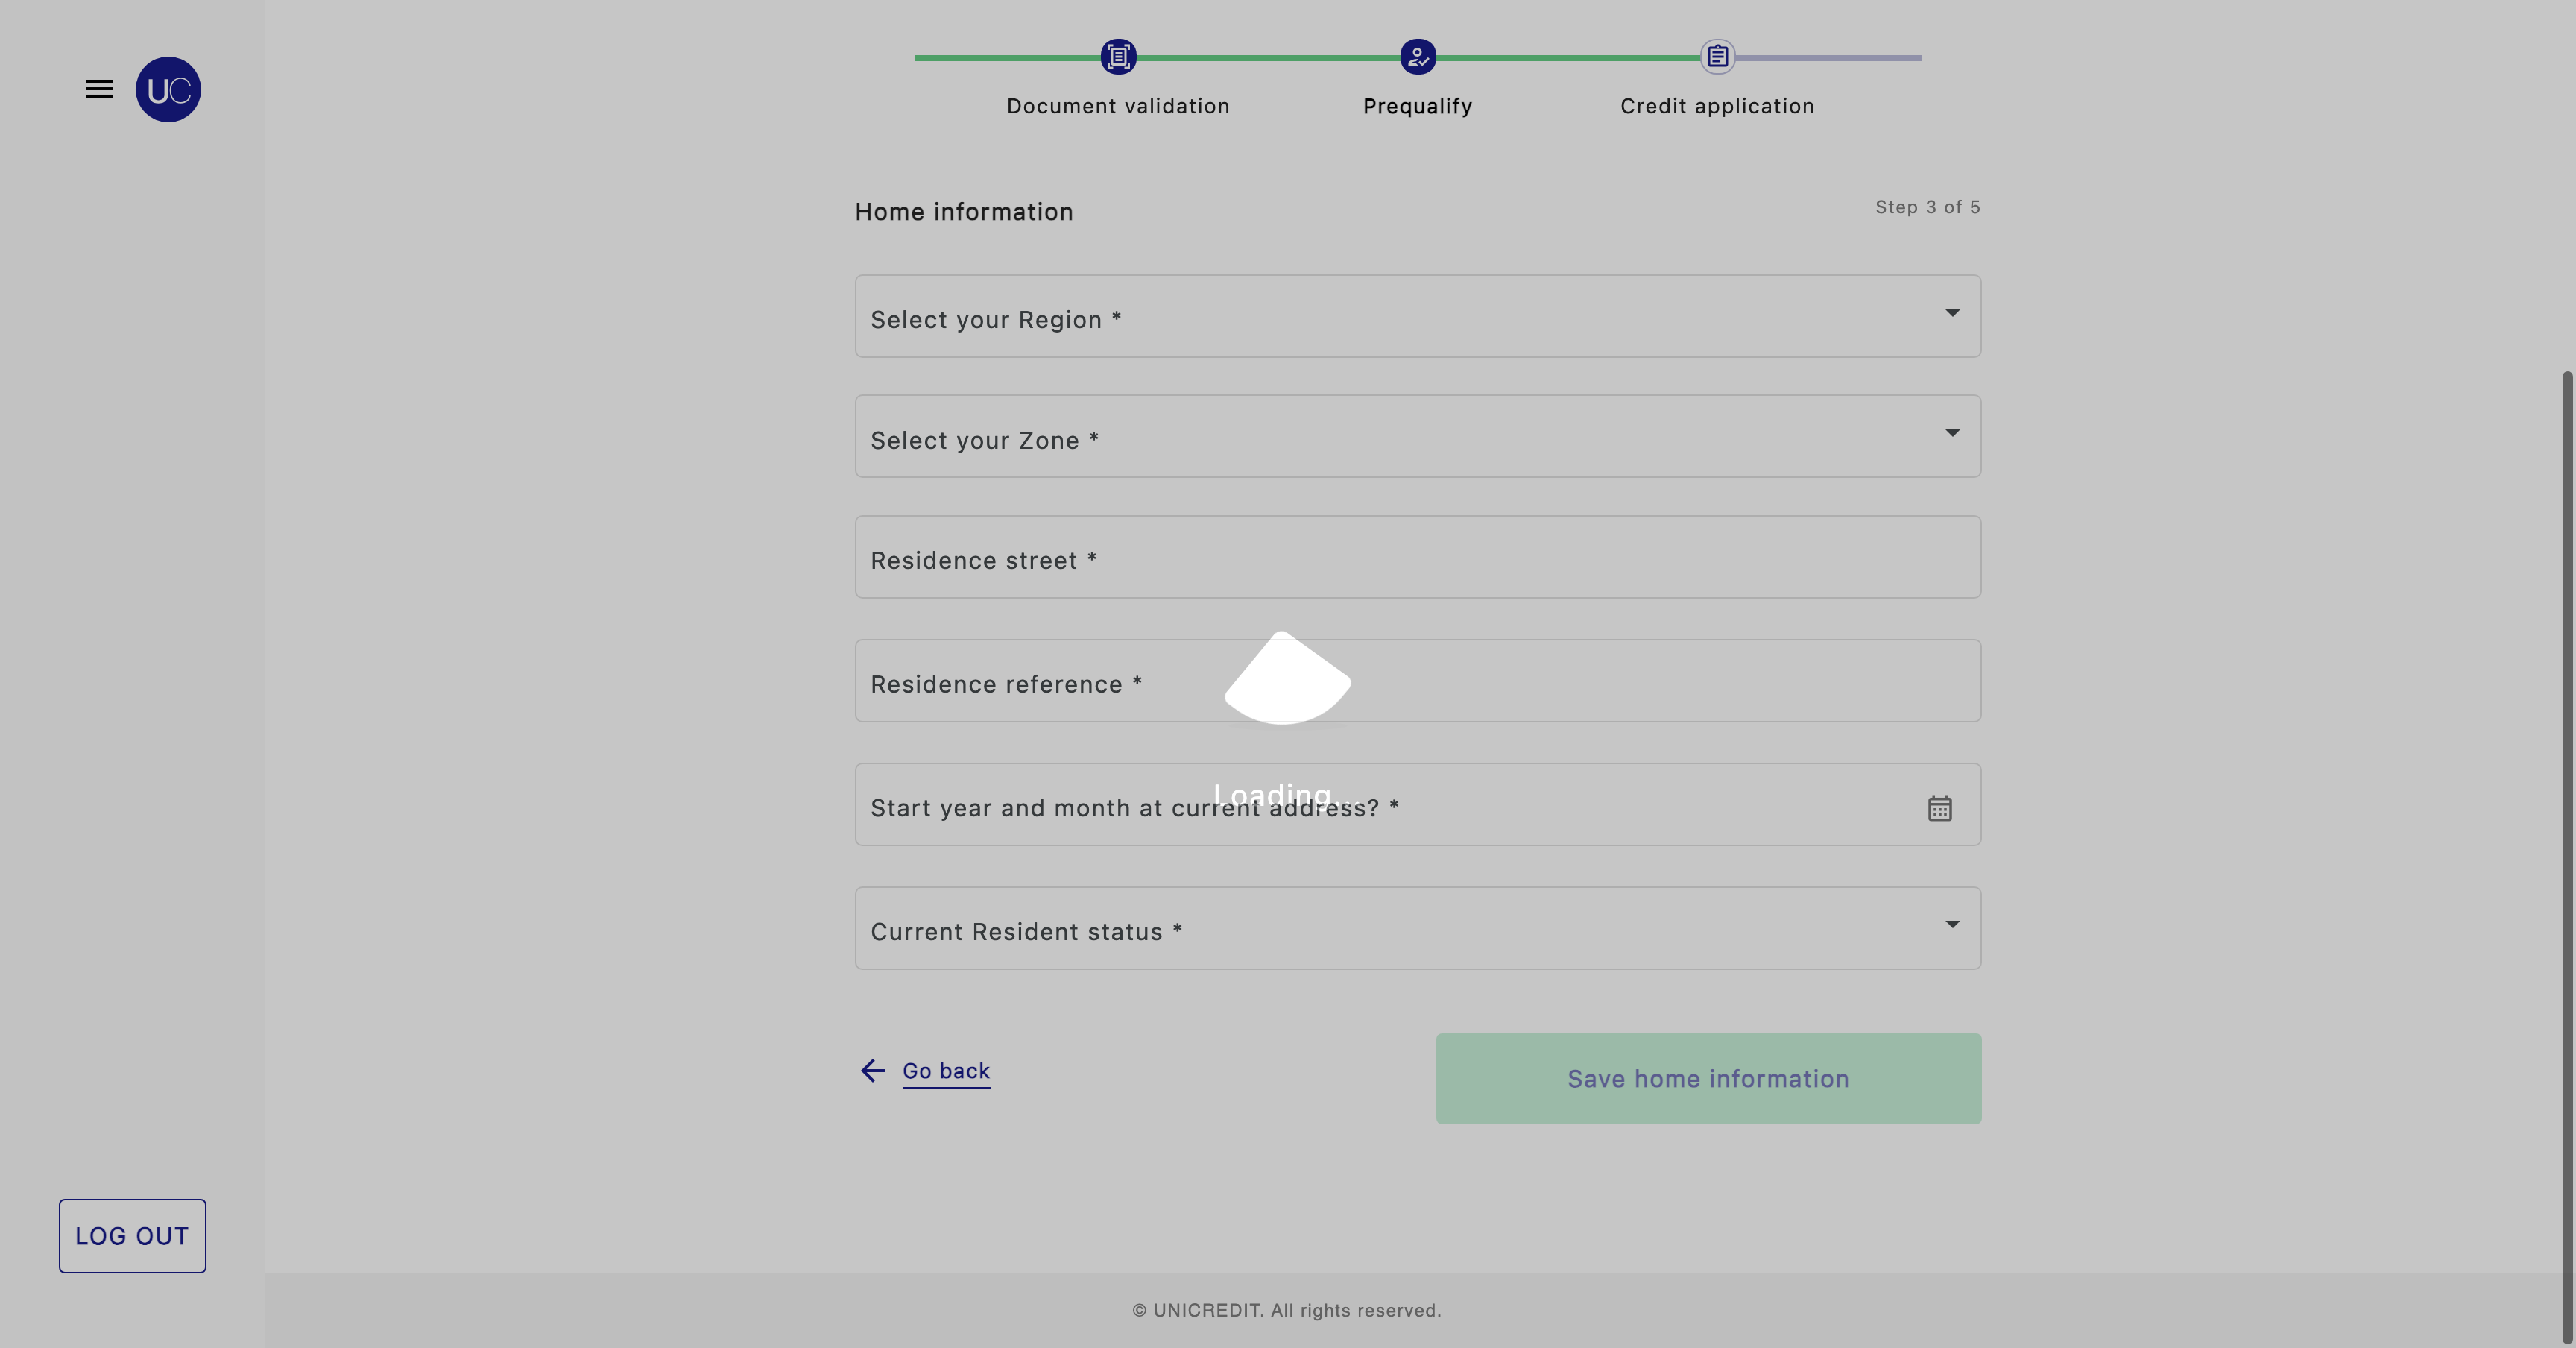 UC
Document validation
Prequalify
Credit application
Home information
Step 3 of 5
Select your Region *
Select your Zone *
Residence street *
Residence reference *
Loading...
Start year and month at current address? *
Current Resident status *
Go back
Save home information
LOG OUT
© UNICREDIT. All rights reserved.